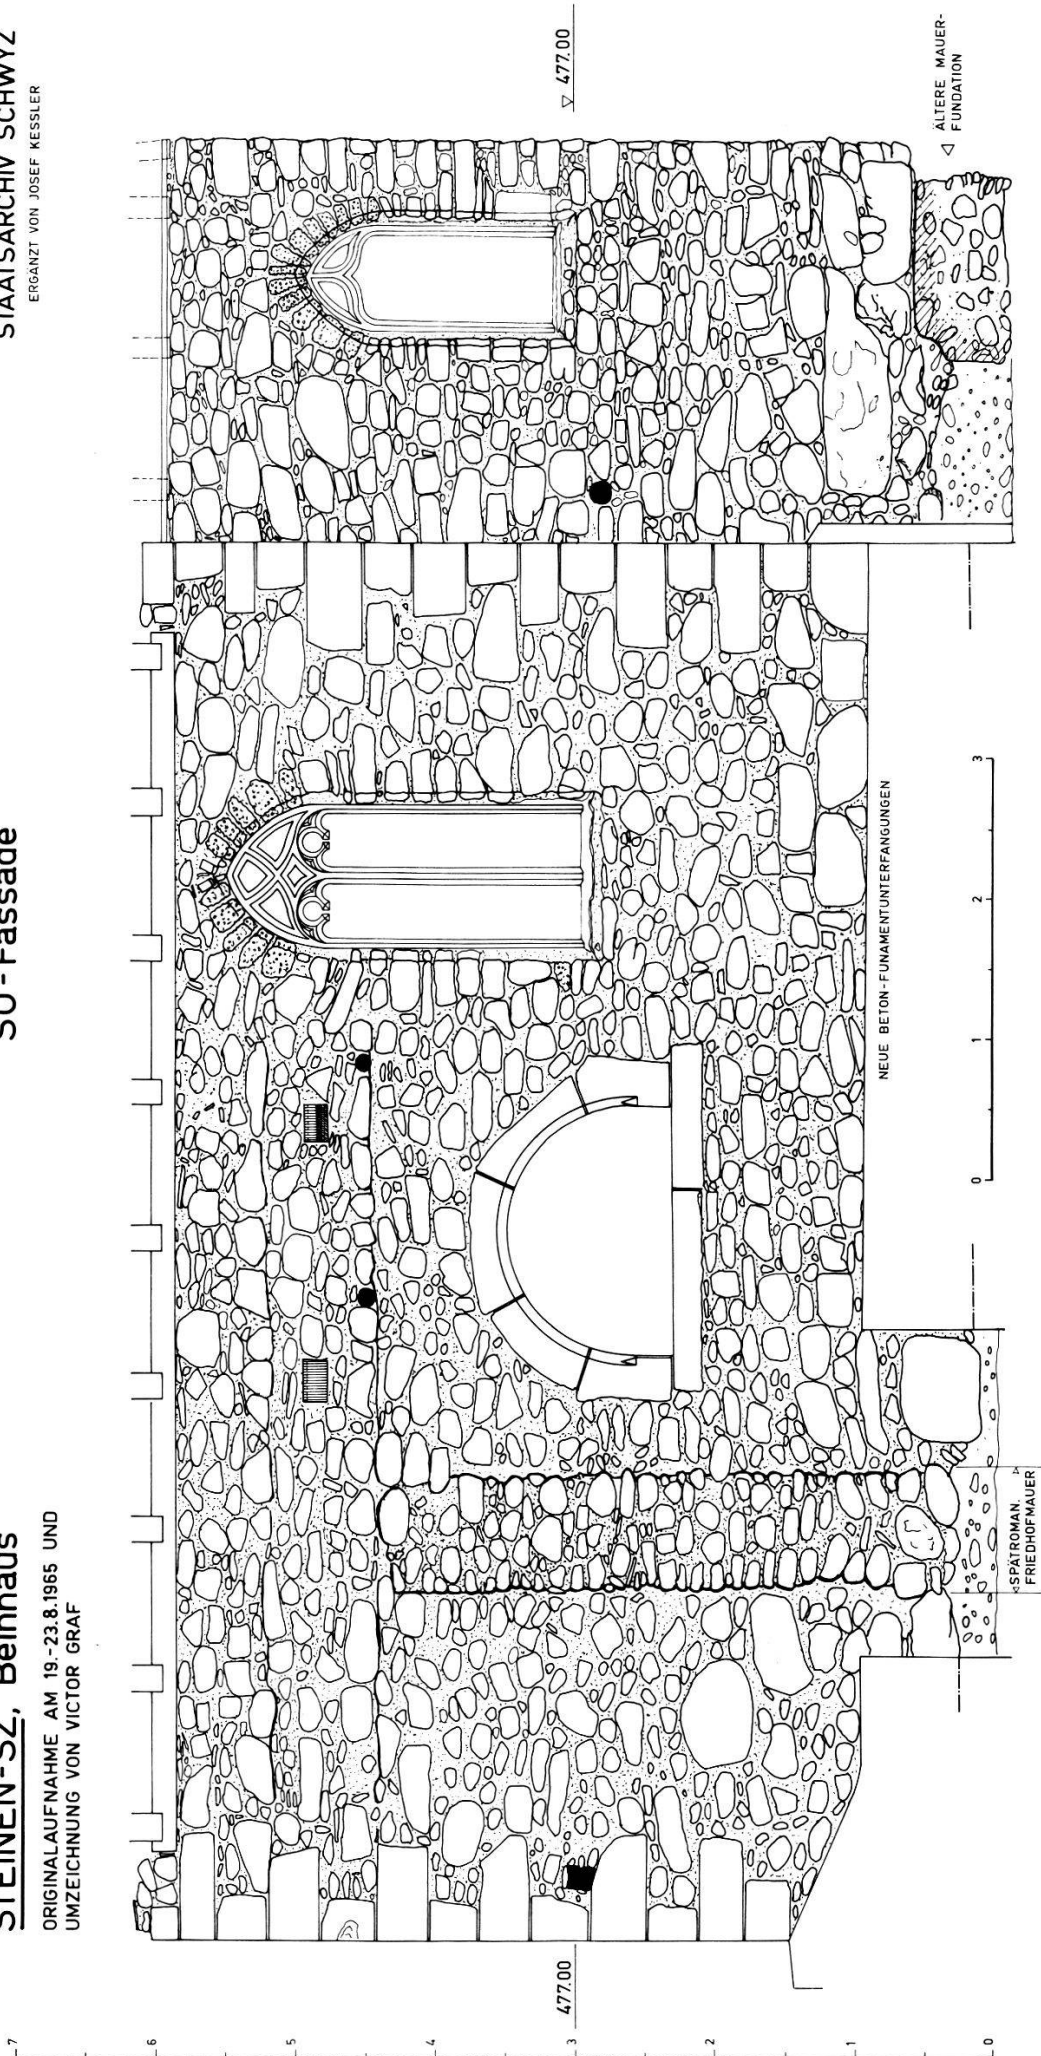 STEINEN-SZ, Beinhaus
SO-Fassade
STAATSARCHIV SCHWYZ
ORIGINALAUFNAHME AM 19.-23.8.1965 UND
UMZEICHNUNG VON VICTOR GRAF
ERGÄNZT VON JOSEF KESSLER
7
6
5
4
3
2
1
0
477.00
▽ 477.00
◁SPÄTROMAN.▷
FRIEDHOFMAUER
NEUE BETON-FUNAMENTUNTERFANGUNGEN
0 1 2 3
◁ ÄLTERE MAUER-
FUNDATION